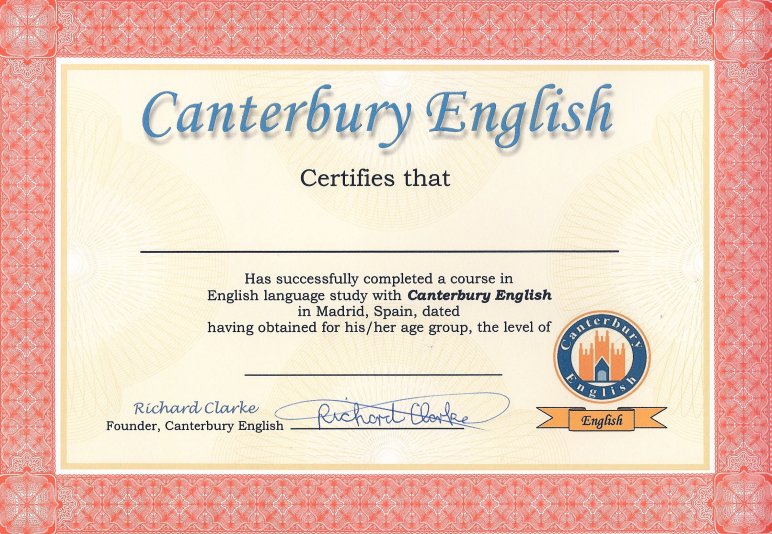 Canterbury English
Certifies that
Has successfully completed a course in
English language study with Canterbury English
in Madrid, Spain, dated
having obtained for his/her age group, the level of
Canterbury
English
English
Richard Clarke
Founder, Canterbury English
Richard Clarke